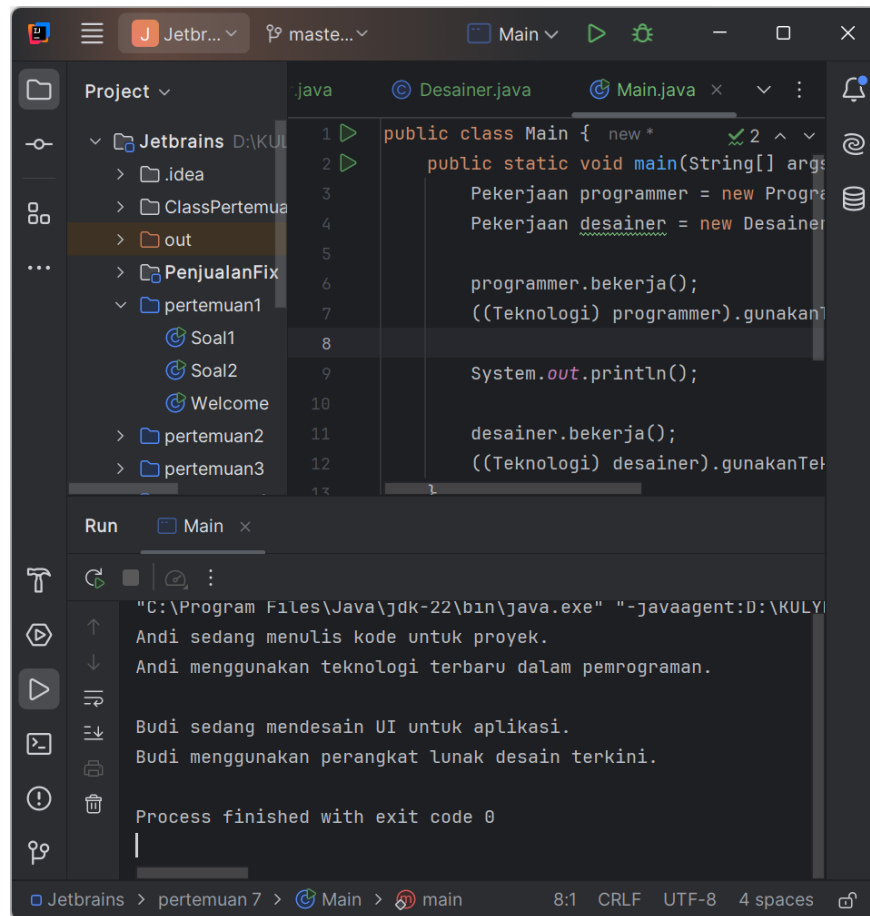 J Jetbr... maste... Main
Project
.java Desainer.java Main.java
Jetbrains D:\KUL
.idea
ClassPertemua
out
PenjualanFix
pertemuan1
Soal1
Soal2
Welcome
pertemuan2
pertemuan3
1 public class Main { new * 2
2 public static void main(String[] args
3 Pekerjaan programmer = new Progra
4 Pekerjaan desainer = new Desainer
5
6 programmer.bekerja();
7 ((Teknologi) programmer).gunakanT
8
9 System.out.println();
10
11 desainer.bekerja();
12 ((Teknologi) desainer).gunakanTek
13 }
Run Main
"C:\Program Files\Java\jdk-22\bin\java.exe" "-javaagent:D:\KULY
Andi sedang menulis kode untuk proyek.
Andi menggunakan teknologi terbaru dalam pemrograman.
Budi sedang mendesain UI untuk aplikasi.
Budi menggunakan perangkat lunak desain terkini.
Process finished with exit code 0
Jetbrains > pertemuan 7 > Main > main 8:1 CRLF UTF-8 4 spaces